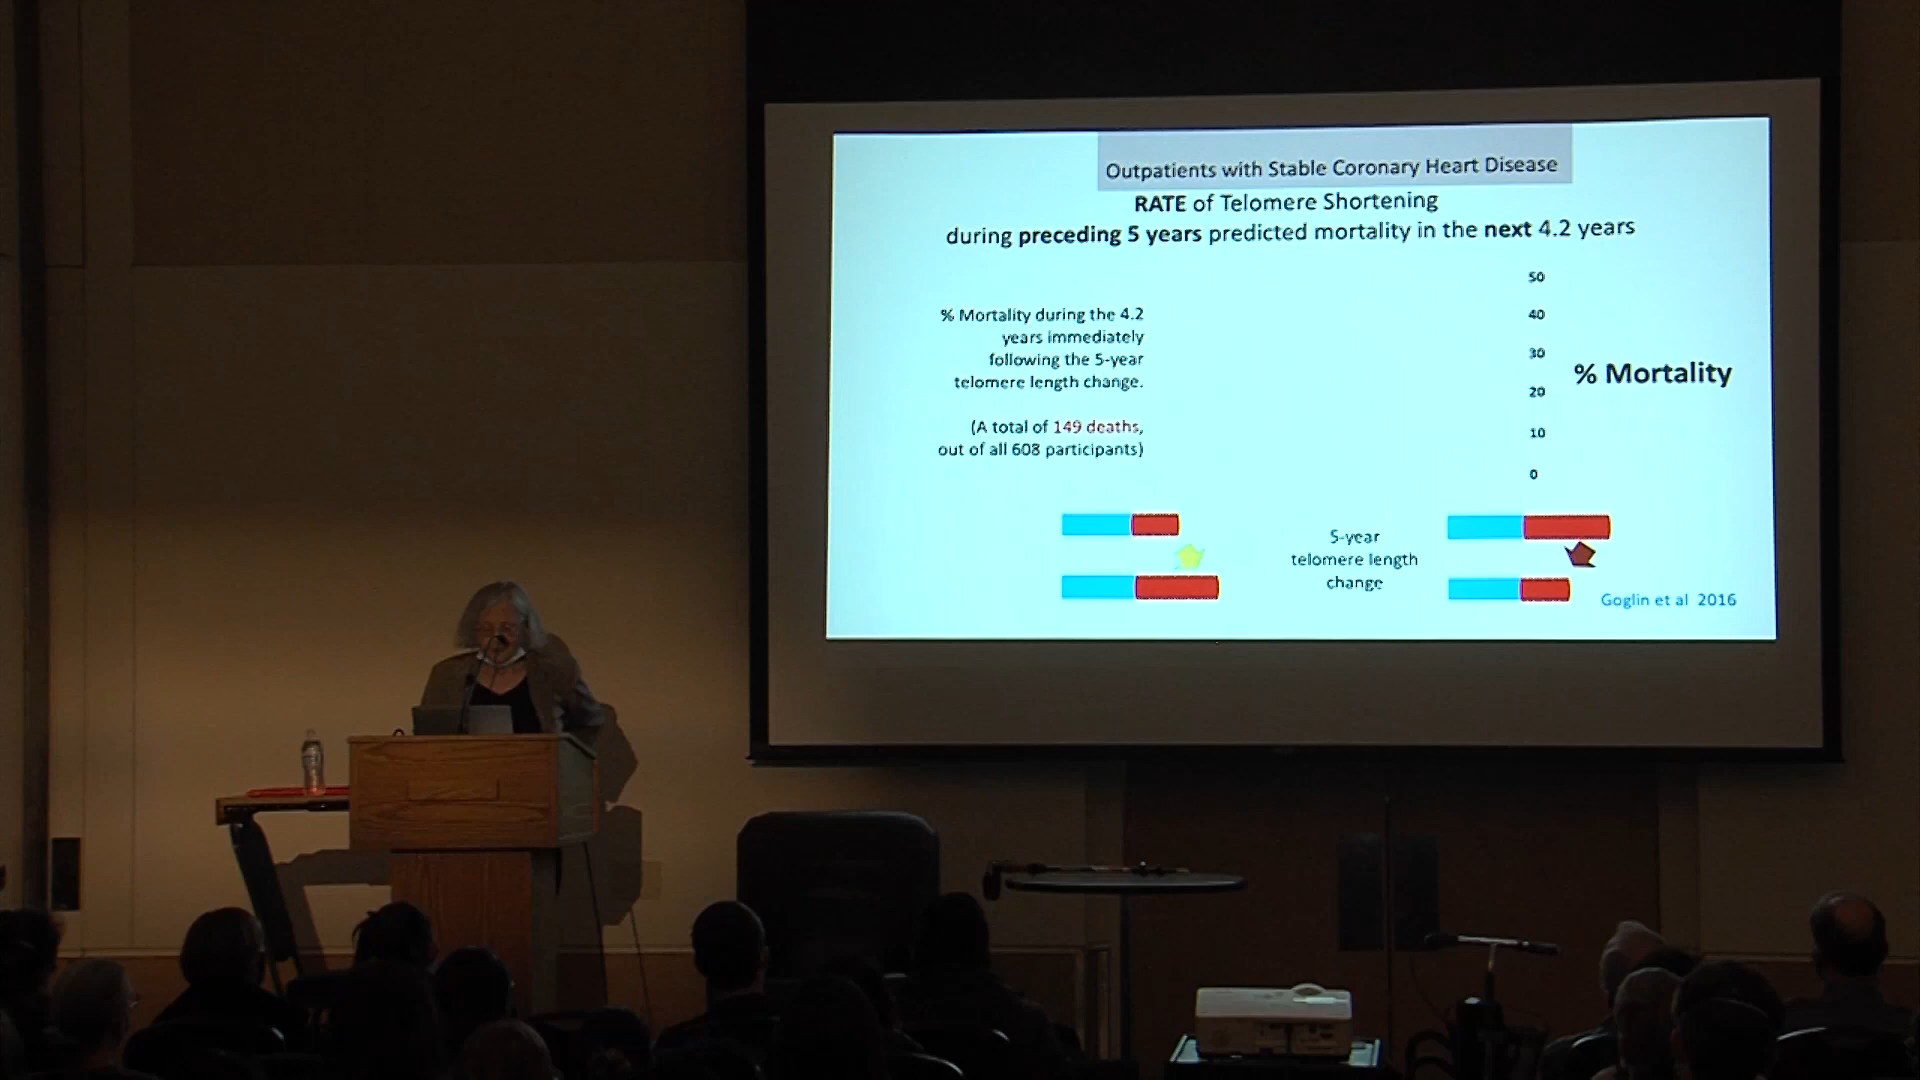 Outpatients with Stable Coronary Heart Disease
RATE of Telomere Shortening
during preceding 5 years predicted mortality in the next 4.2 years
% Mortality during the 4.2
years immediately
following the 5-year
telomere length change.
(A total of 149 deaths,
out of all 608 participants)
50
40
30
20
10
0
% Mortality
5-year
telomere length
change
Goglin et al 2016